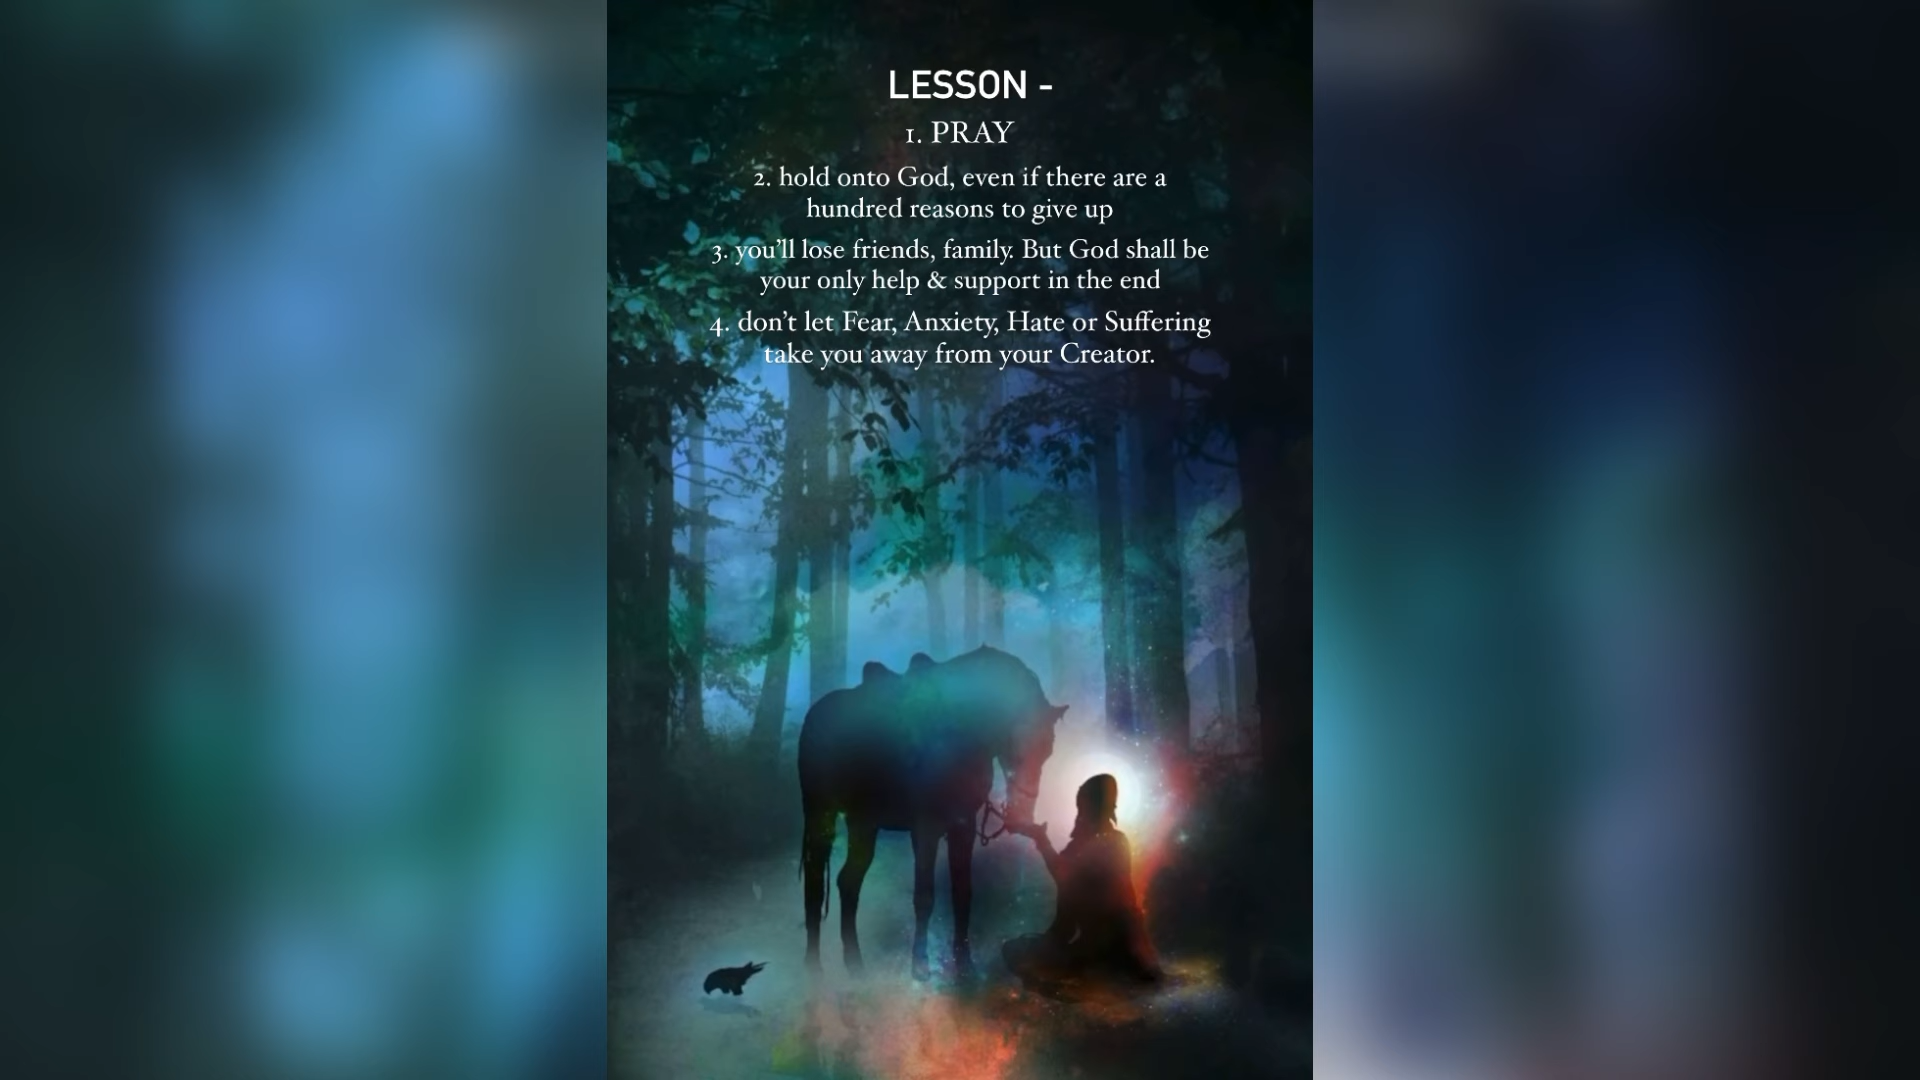 LESSON -
1. PRAY
2. hold onto God, even if there are a
hundred reasons to give up
3. you'll lose friends, family. But God shall be
your only help & support in the end
4. don't let Fear, Anxiety, Hate or Suffering
take you away from your Creator.